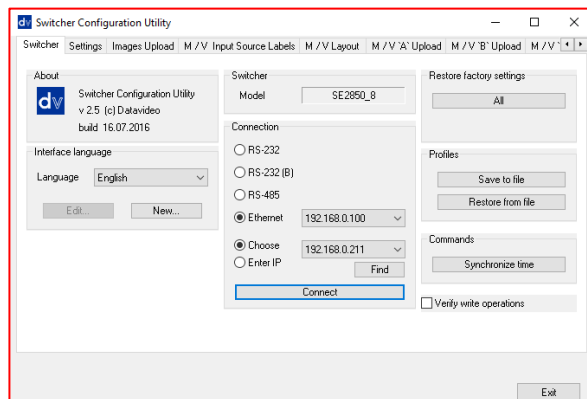 Switcher Configuration Utility
Switcher Settings Images Upload M / V Input Source Labels M / V Layout M / V `A` Upload M / V `B` Upload M / V `
About
dv
Switcher Configuration Utility
v 2.5 (c) Datavideo
build 16.07.2016
Interface language
Language English
Edit... New...
Switcher
Model SE2850_8
Connection
RS-232
RS-232 (B)
RS-485
Ethernet 192.168.0.100
Choose 192.168.0.211
Enter IP
Find
Connect
Restore factory settings
All
Profiles
Save to file
Restore from file
Commands
Synchronize time
Verify write operations
Exit